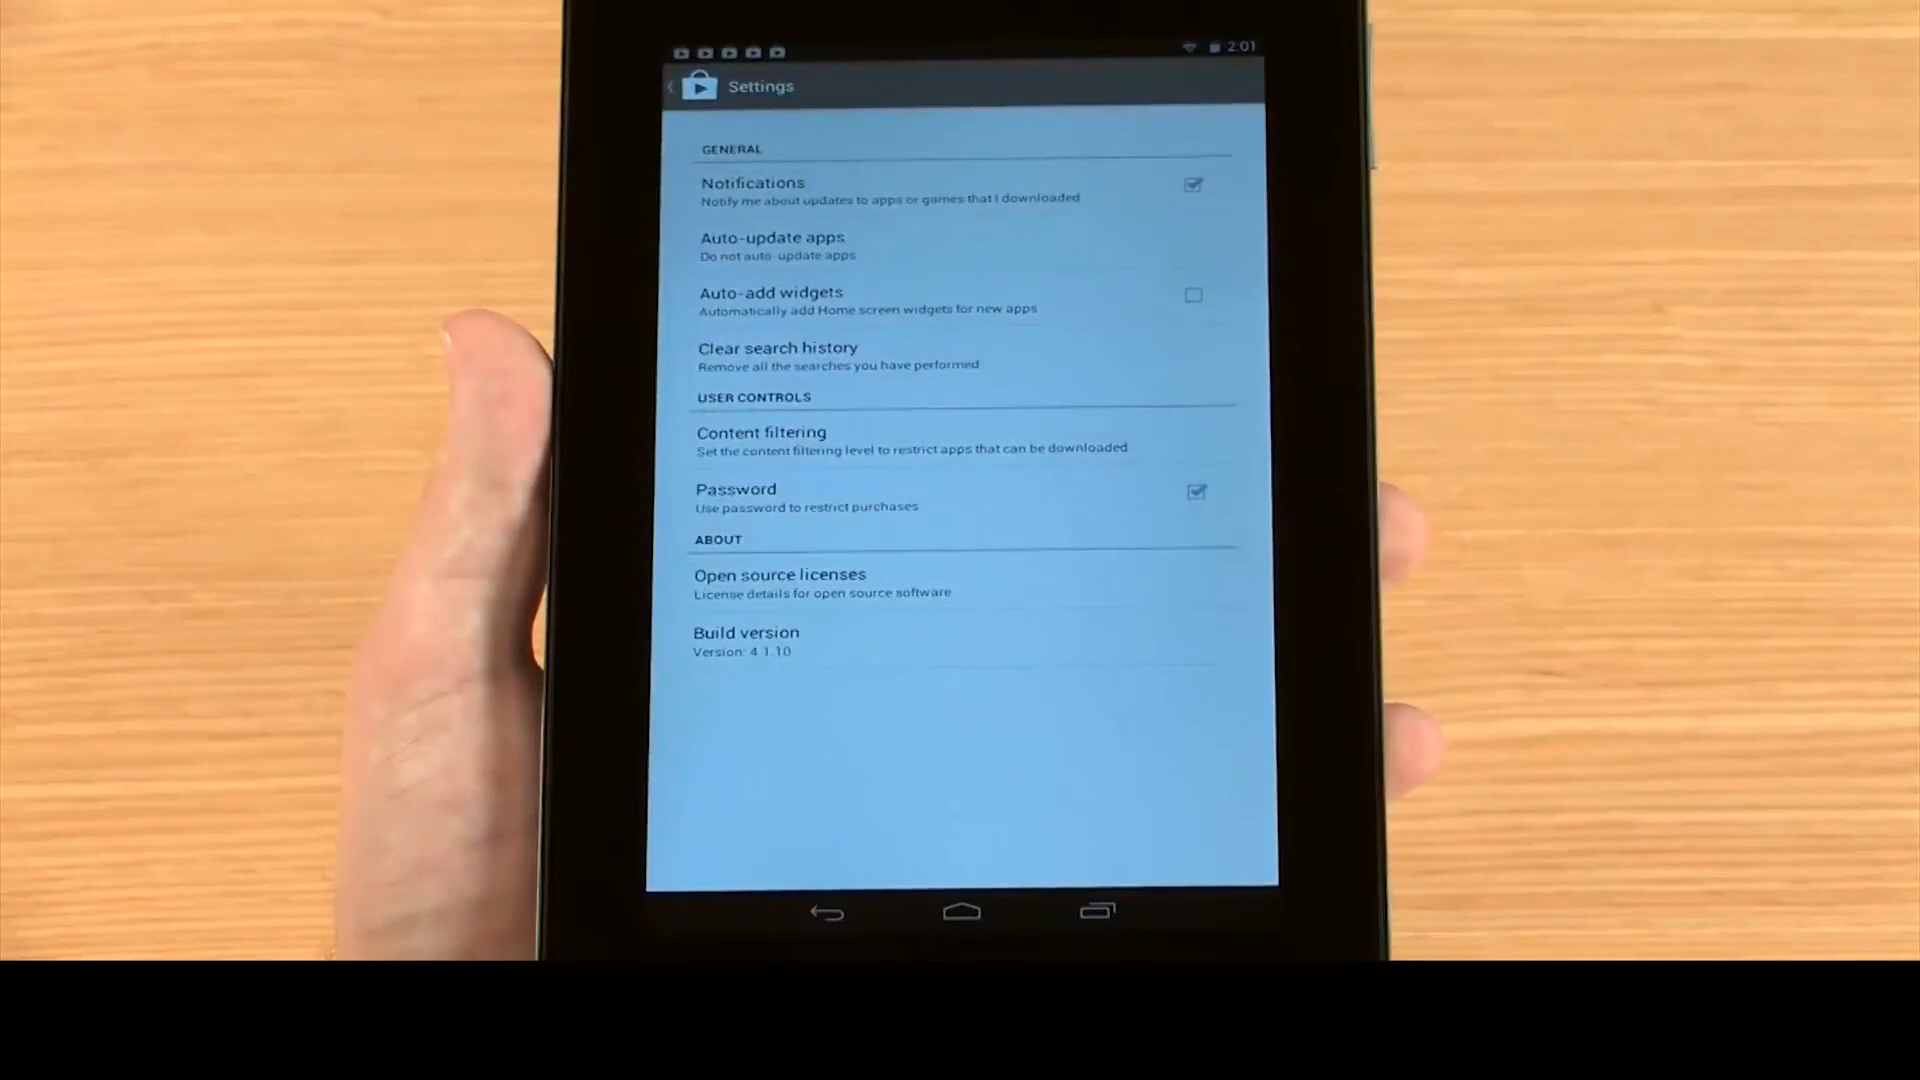 2:01
Settings
GENERAL
Notifications
Notify me about updates to apps or games that I downloaded
Auto-update apps
Do not auto-update apps
Auto-add widgets
Automatically add Home screen widgets for new apps
Clear search history
Remove all the searches you have performed
USER CONTROLS
Content filtering
Set the content filtering level to restrict apps that can be downloaded
Password
Use password to restrict purchases
ABOUT
Open source licenses
License details for open source software
Build version
Version: 4.1.10